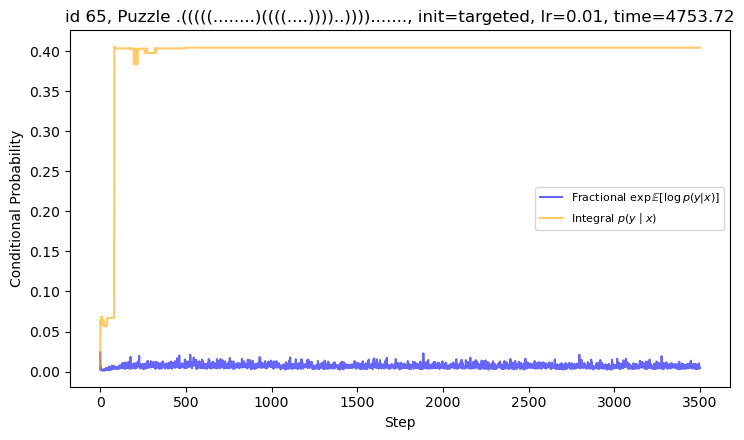 id 65, Puzzle .(((((........)((((....))))..))))......., init=targeted, lr=0.01, time=4753.72
0.40
0.35
0.30
0.25
0.20
0.15
0.10
0.05
0.00
Conditional Probability
Fractional exp𝔼[log p(y|x)]
Integral p(y | x)
0 500 1000 1500 2000 2500 3000 3500
Step